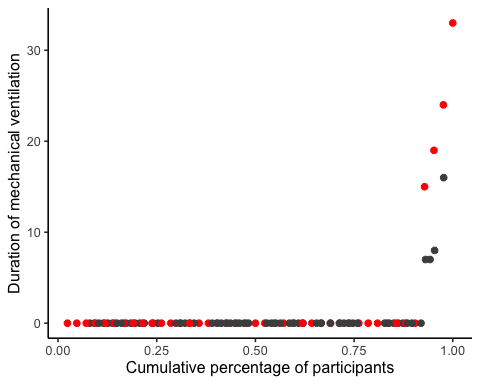 Duration of mechanical ventilation
30
20
10
0
0.00 0.25 0.50 0.75 1.00
Cumulative percentage of participants